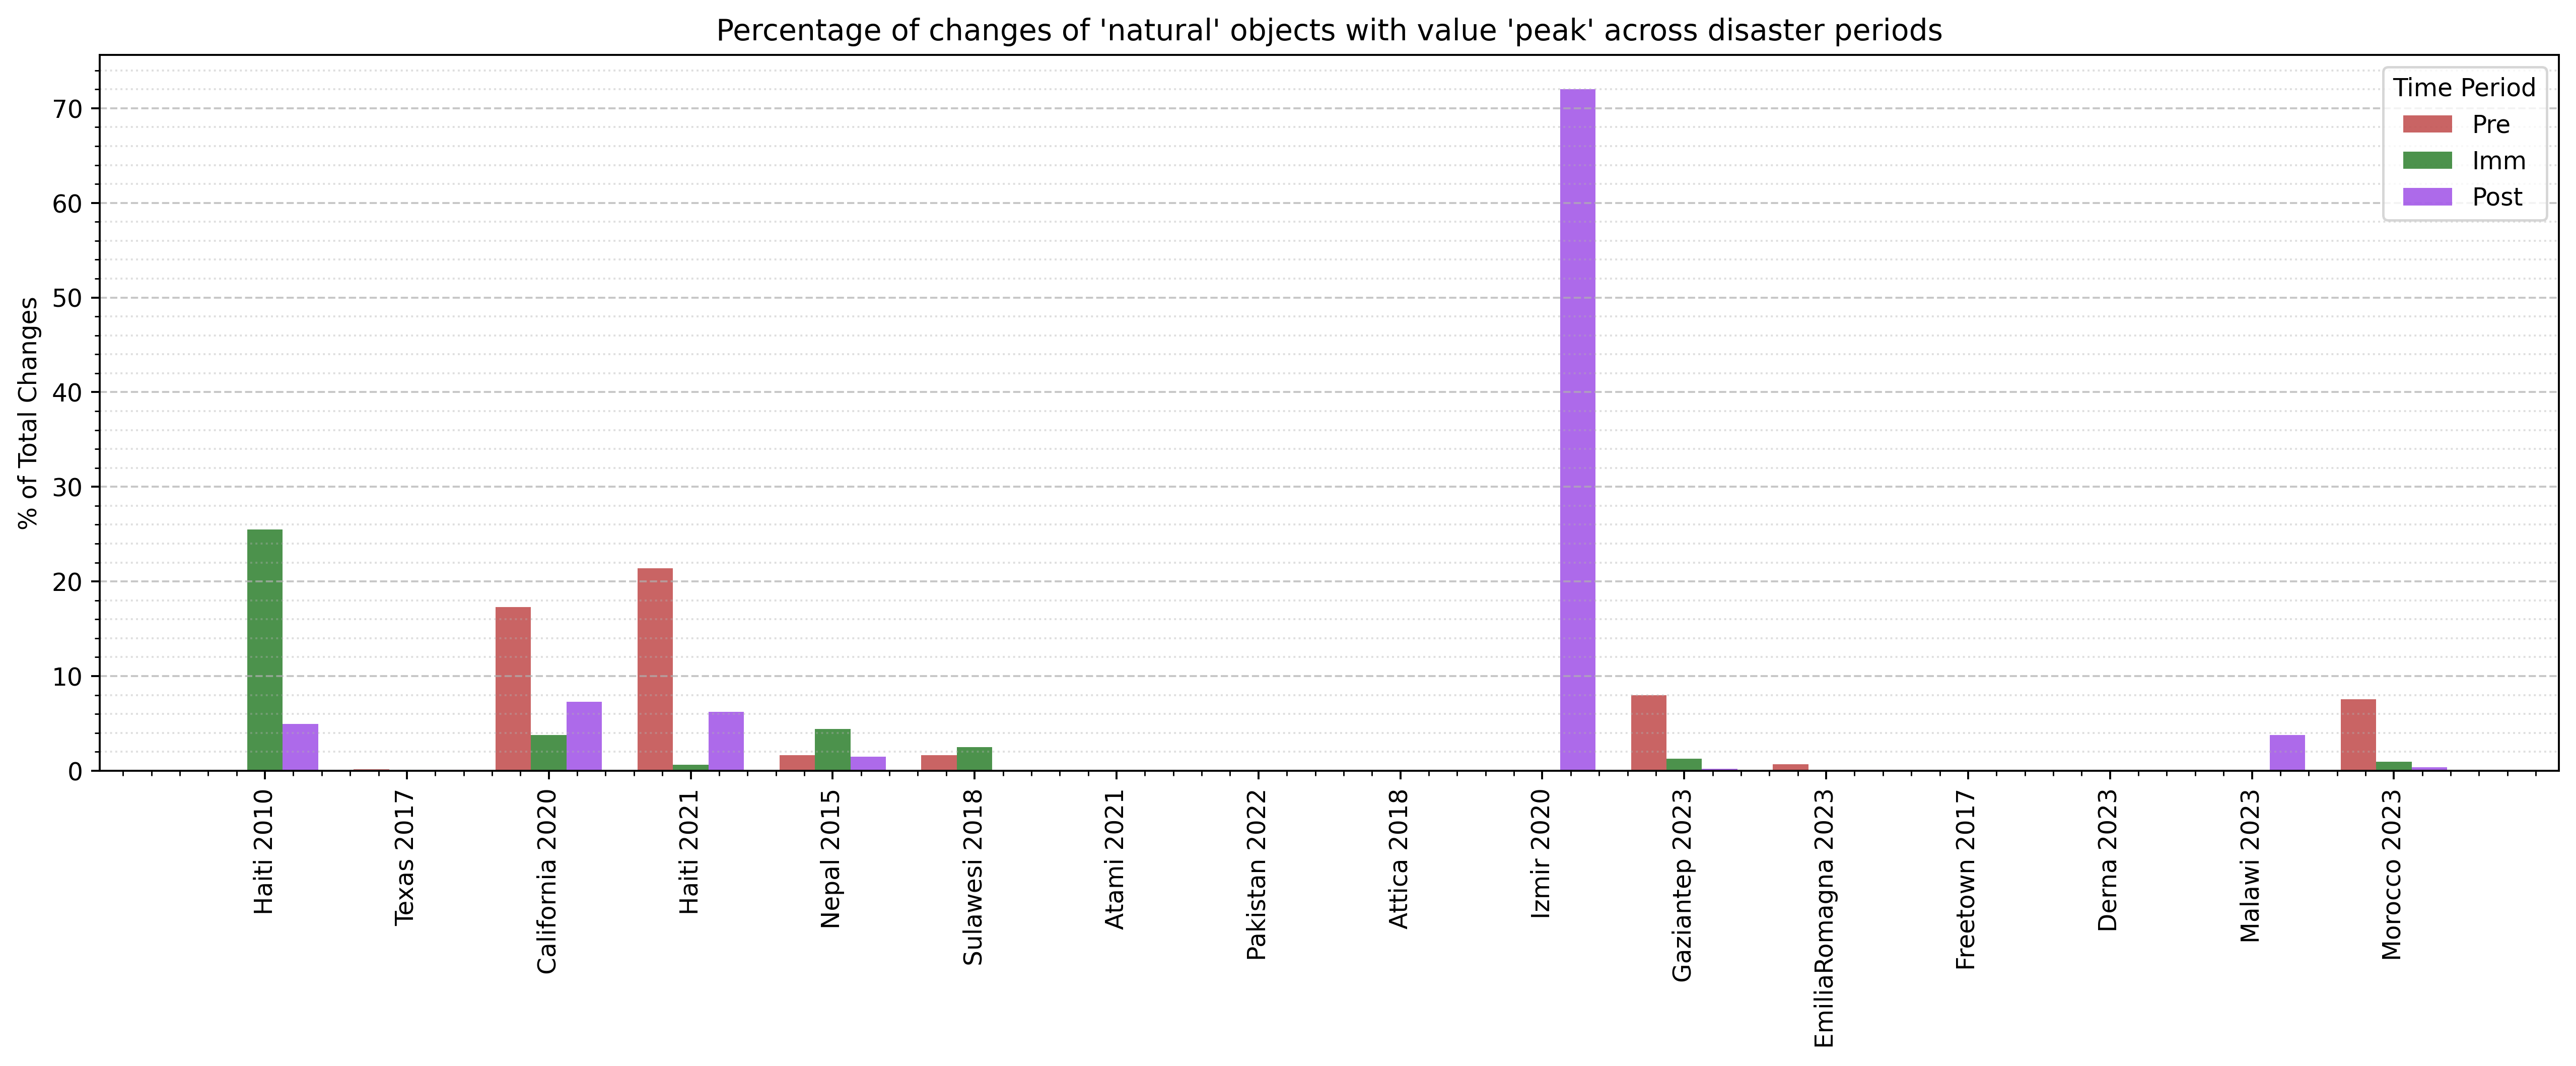 Percentage of changes of 'natural' objects with value 'peak' across disaster periods
% of Total Changes
70
60
50
40
30
20
10
0
Time Period
Pre
Imm
Post
Haiti 2010
Texas 2017
California 2020
Haiti 2021
Nepal 2015
Sulawesi 2018
Atami 2021
Pakistan 2022
Attica 2018
Izmir 2020
Gaziantep 2023
EmiliaRomagna 2023
Freetown 2017
Derna 2023
Malawi 2023
Morocco 2023